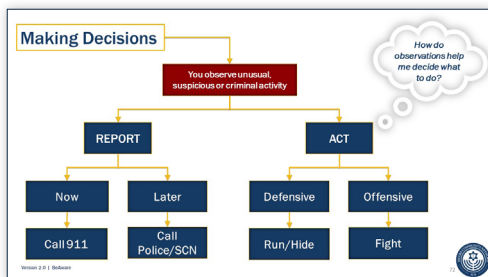 Making Decisions
How do
observations help
me decide what
to do?
You observe unusual,
suspicious or criminal activity
REPORT
ACT
Now
Later
Defensive
Offensive
Call 911
Call
Police/SCN
Run/Hide
Fight
Version 2.0 | BeAware
71